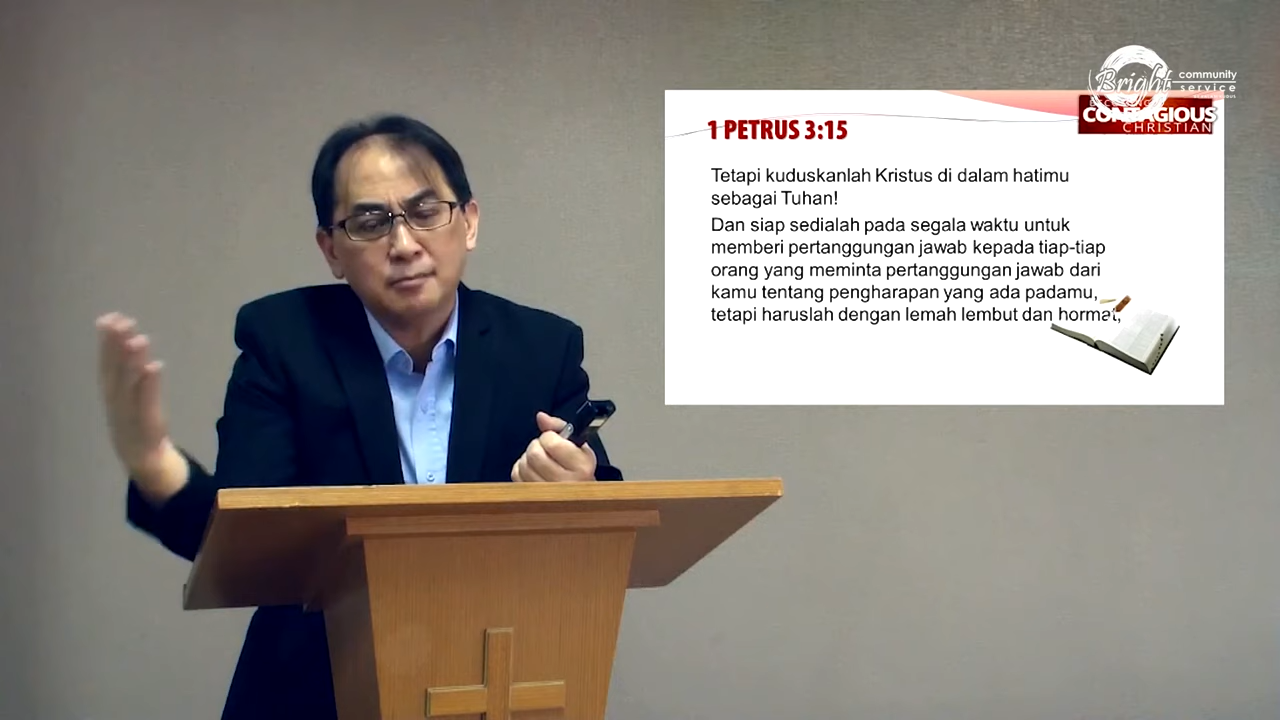 Bright
community
service
CONTAGIOUS
CHRISTIAN
1 PETRUS 3:15
Tetapi kuduskanlah Kristus di dalam hatimu
sebagai Tuhan!
Dan siap sedialah pada segala waktu untuk
memberi pertanggungan jawab kepada tiap-tiap
orang yang meminta pertanggungan jawab dari
kamu tentang pengharapan yang ada padamu,
tetapi haruslah dengan lemah lembut dan hormat,